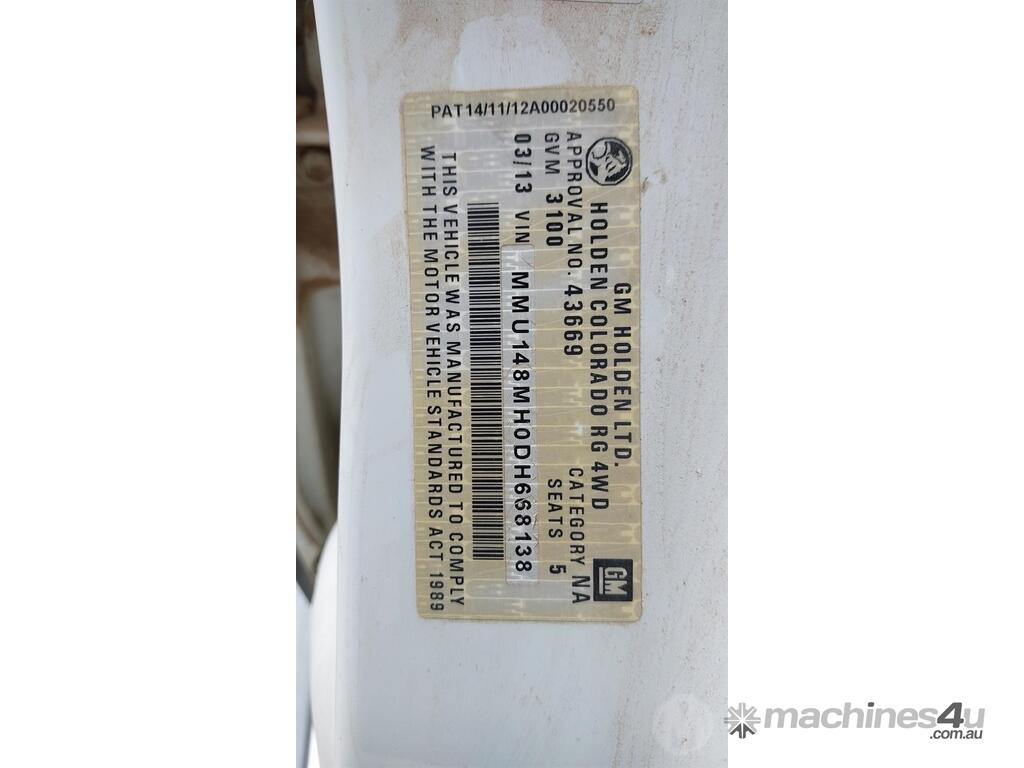 PAT14/11/12A00020550
GM HOLDEN LTD.
HOLDEN COLORADO RG 4WD
APPROVAL NO. 43669 CATEGORY NA
GVM 3100 SEATS 5
GM
03/13 VIN MMU148MH0DH668138
THIS VEHICLE WAS MANUFACTURED TO COMPLY
WITH THE MOTOR VEHICLE STANDARDS ACT 1989
machines4u
.com.au